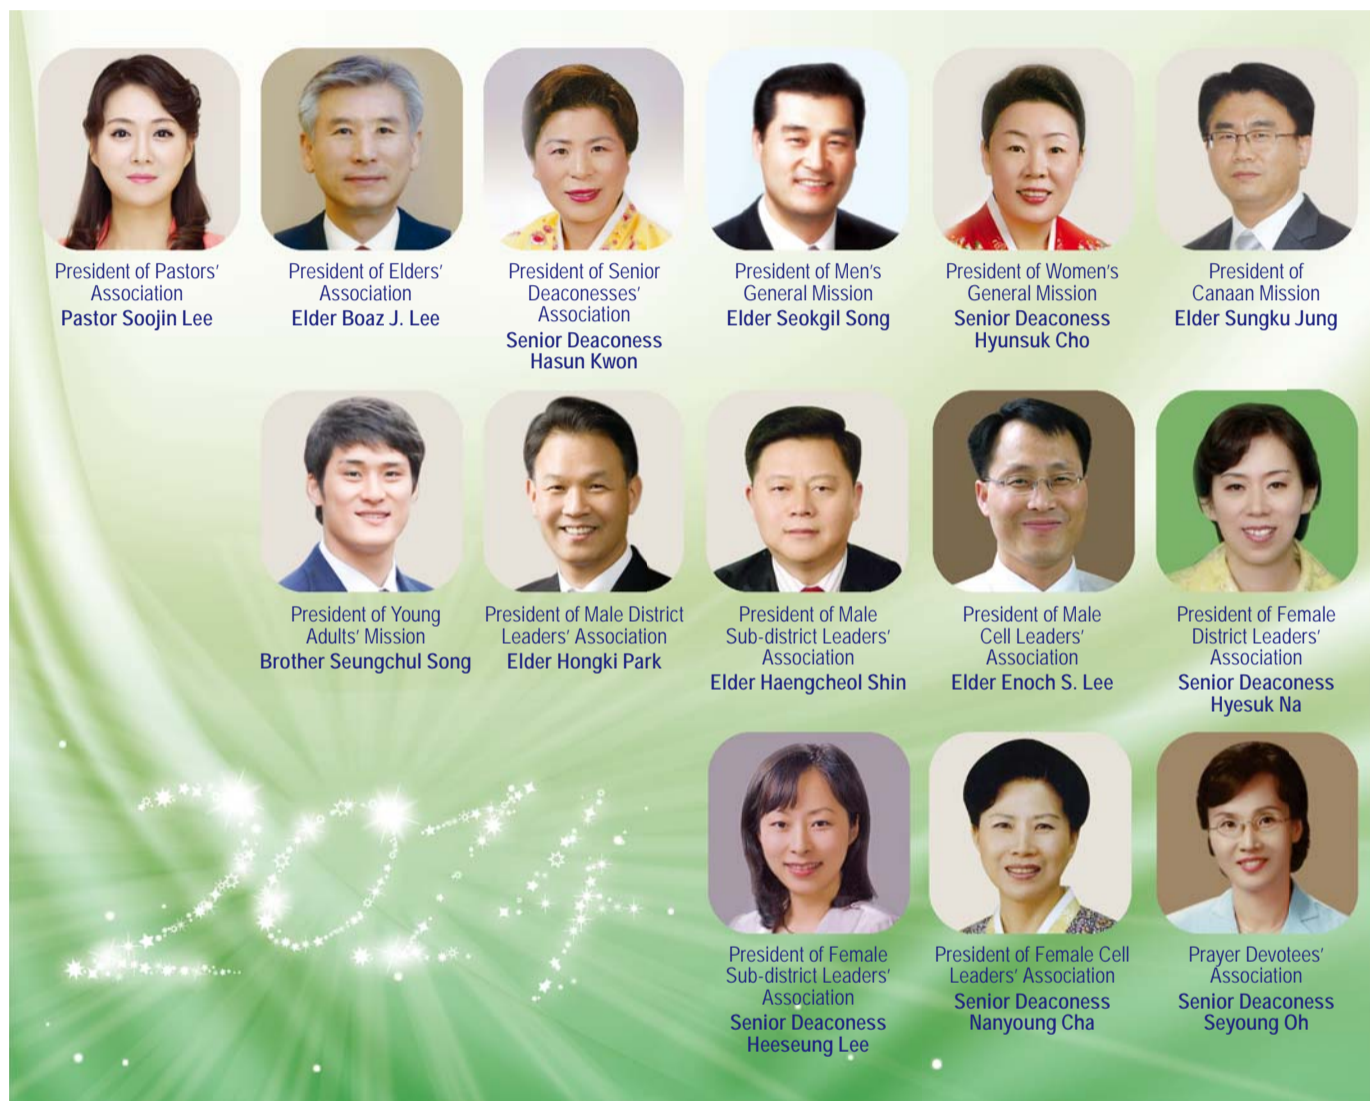 President of Pastors'
Association
Pastor Soojin Lee
President of Elders'
Association
Elder Boaz J. Lee
President of Senior
Deaconesses'
Association
Senior Deaconess
Hasun Kwon
President of Men's
General Mission
Elder Seokgil Song
President of Women's
General Mission
Senior Deaconess
Hyunsuk Cho
President of
Canaan Mission
Elder Sungku Jung
President of Young
Adults' Mission
Brother Seungchul Song
President of Male District
Leaders' Association
Elder Hongki Park
President of Male
Sub-district Leaders'
Association
Elder Haengcheol Shin
President of Male
Cell Leaders'
Association
Elder Enoch S. Lee
President of Female
District Leaders'
Association
Senior Deaconess
Hyesuk Na
2014
President of Female
Sub-district Leaders'
Association
Senior Deaconess
Heeseung Lee
President of Female Cell
Leaders' Association
Senior Deaconess
Nanyoung Cha
Prayer Devotees'
Association
Senior Deaconess
Seyoung Oh